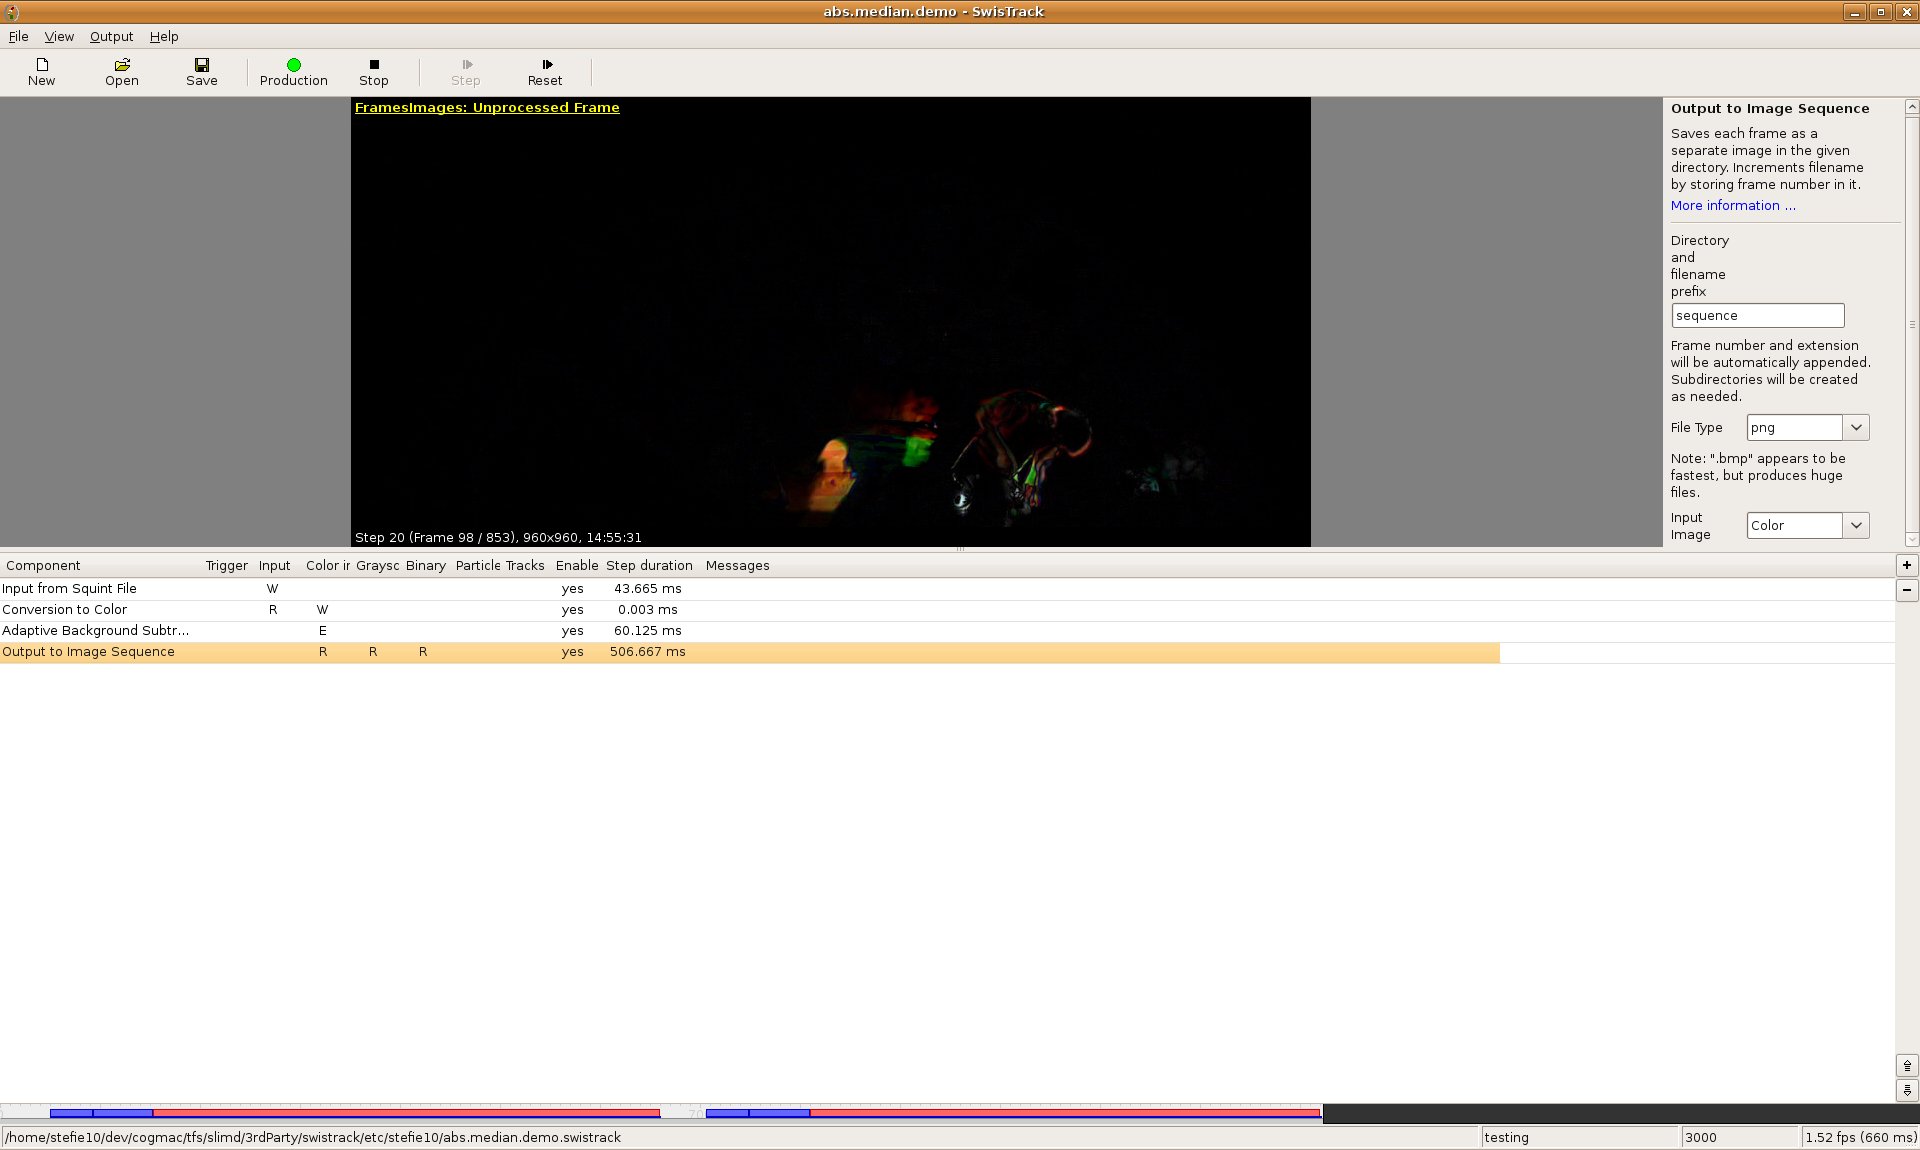 abs.median.demo - SwisTrack
File View Output Help
New Open Save Production Stop Step Reset
FramesImages: Unprocessed Frame
Step 20 (Frame 98 / 853), 960x960, 14:55:31
Output to Image Sequence
Saves each frame as a
separate image in the given
directory. Increments filename
by storing frame number in it.
More information ...
Directory
and
filename
prefix
sequence
Frame number and extension
will be automatically appended.
Subdirectories will be created
as needed.
File Type png
Note: ".bmp" appears to be
fastest, but produces huge
files.
Input
Image
Color
Component Trigger Input Color ir Graysc Binary Particle Tracks Enable Step duration Messages
Input from Squint File W yes 43.665 ms
Conversion to Color R W yes 0.003 ms
Adaptive Background Subtr... E yes 60.125 ms
Output to Image Sequence R R R yes 506.667 ms
70
/home/stefie10/dev/cogmac/tfs/slimd/3rdParty/swistrack/etc/stefie10/abs.median.demo.swistrack testing 3000 1.52 fps (660 ms)